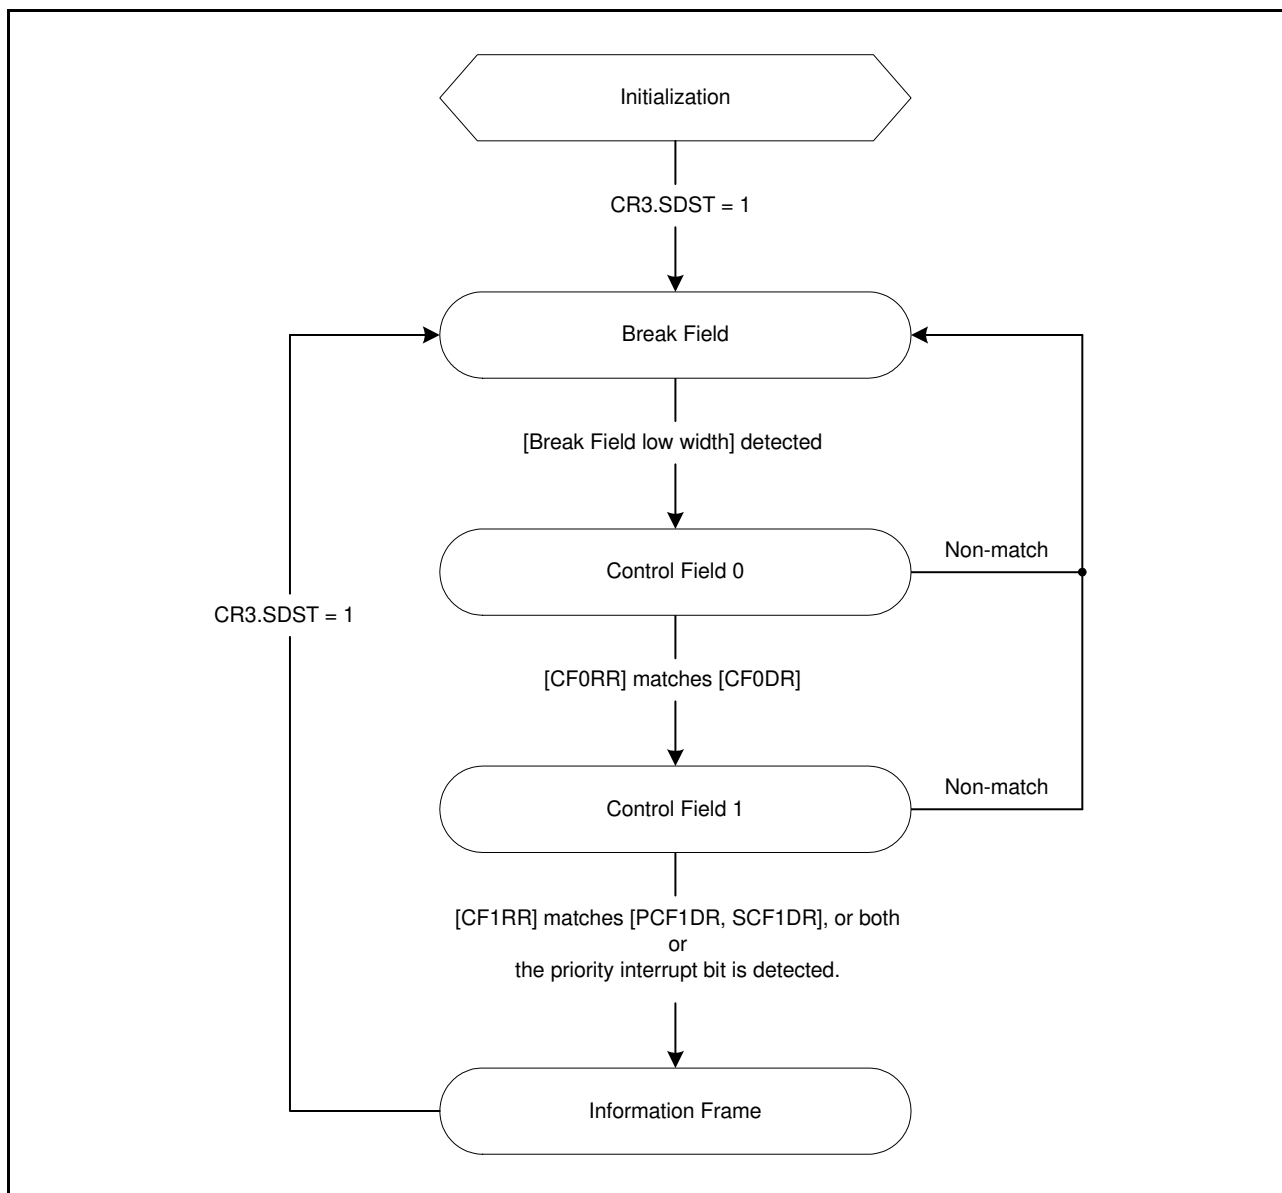 Initialization
CR3.SDST = 1
Break Field
[Break Field low width] detected
Control Field 0
Non-match
CR3.SDST = 1
[CF0RR] matches [CF0DR]
Control Field 1
Non-match
[CF1RR] matches [PCF1DR, SCF1DR], or both
or
the priority interrupt bit is detected.
Information Frame